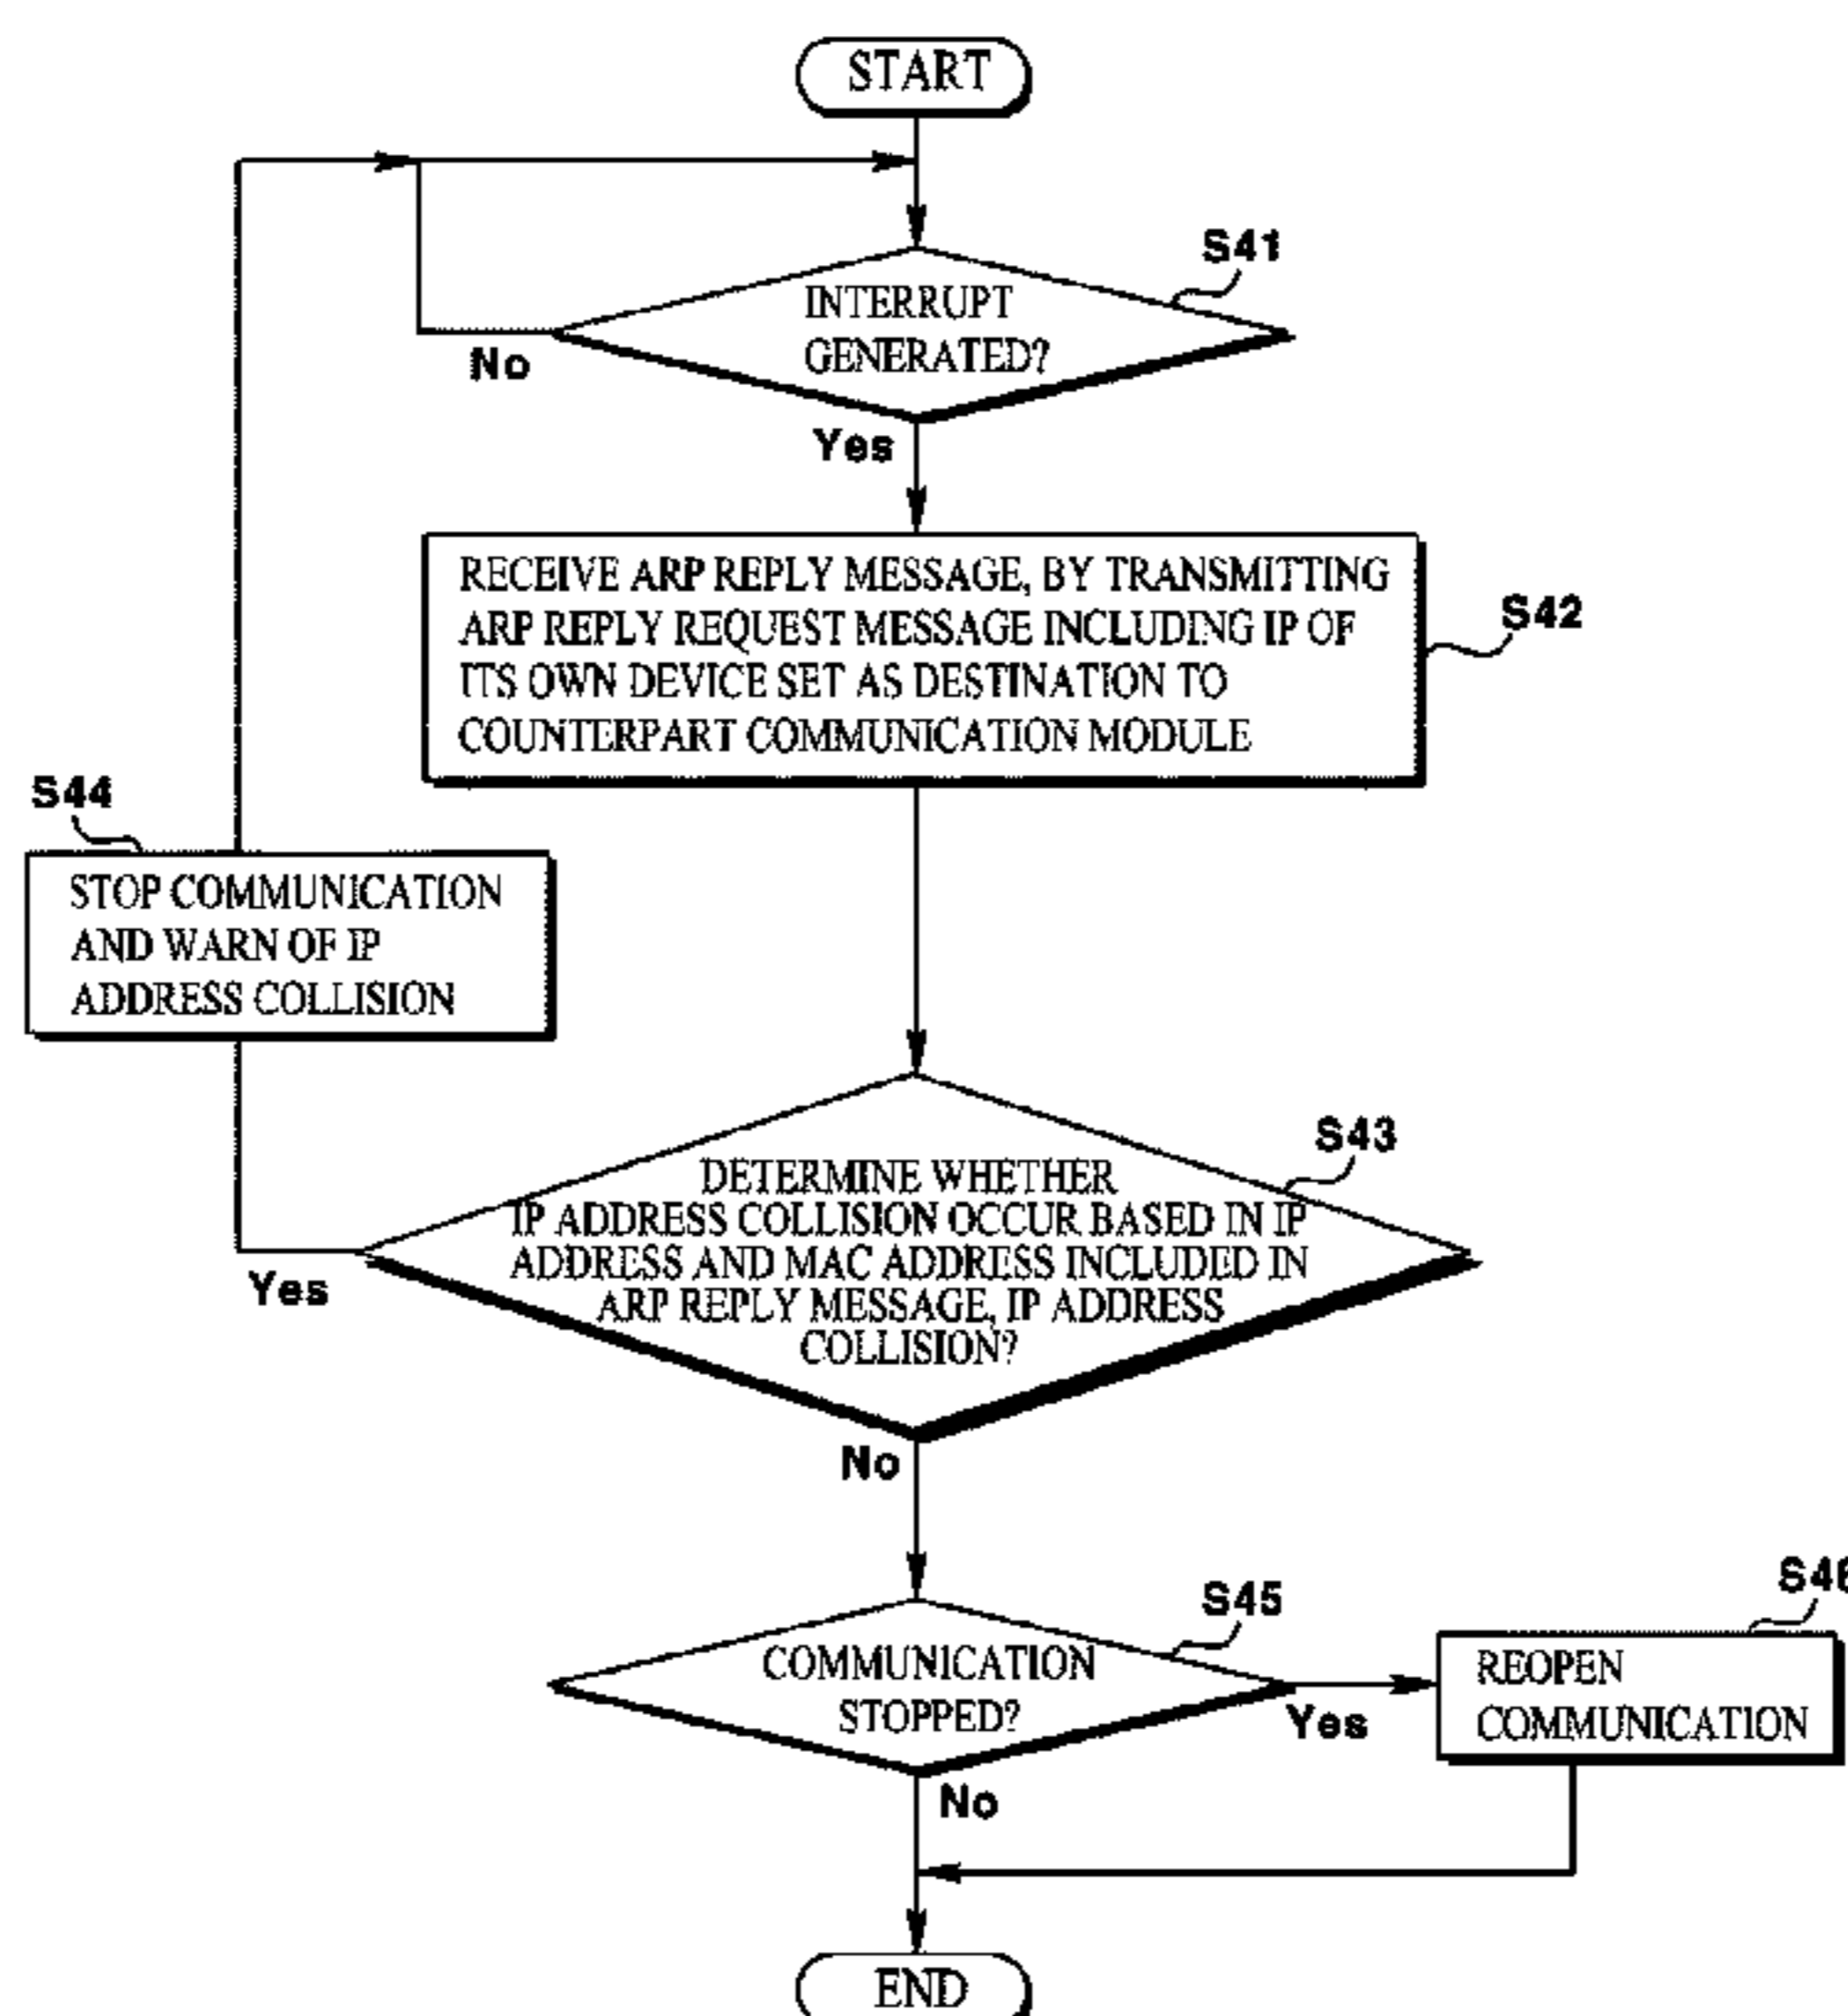 START
S41
INTERRUPT
GENERATED?
No
Yes
RECEIVE ARP REPLY MESSAGE, BY TRANSMITTING
ARP REPLY REQUEST MESSAGE INCLUDING IP OF
ITS OWN DEVICE SET AS DESTINATION TO
COUNTERPART COMMUNICATION MODULE
S42
S44
STOP COMMUNICATION
AND WARN OF IP
ADDRESS COLLISION
S43
DETERMINE WHETHER
IP ADDRESS COLLISION OCCUR BASED IN IP
ADDRESS AND MAC ADDRESS INCLUDED IN
ARP REPLY MESSAGE, IP ADDRESS
COLLISION?
Yes
No
S45
COMMUNICATION
STOPPED?
Yes
S46
REOPEN
COMMUNICATION
No
END